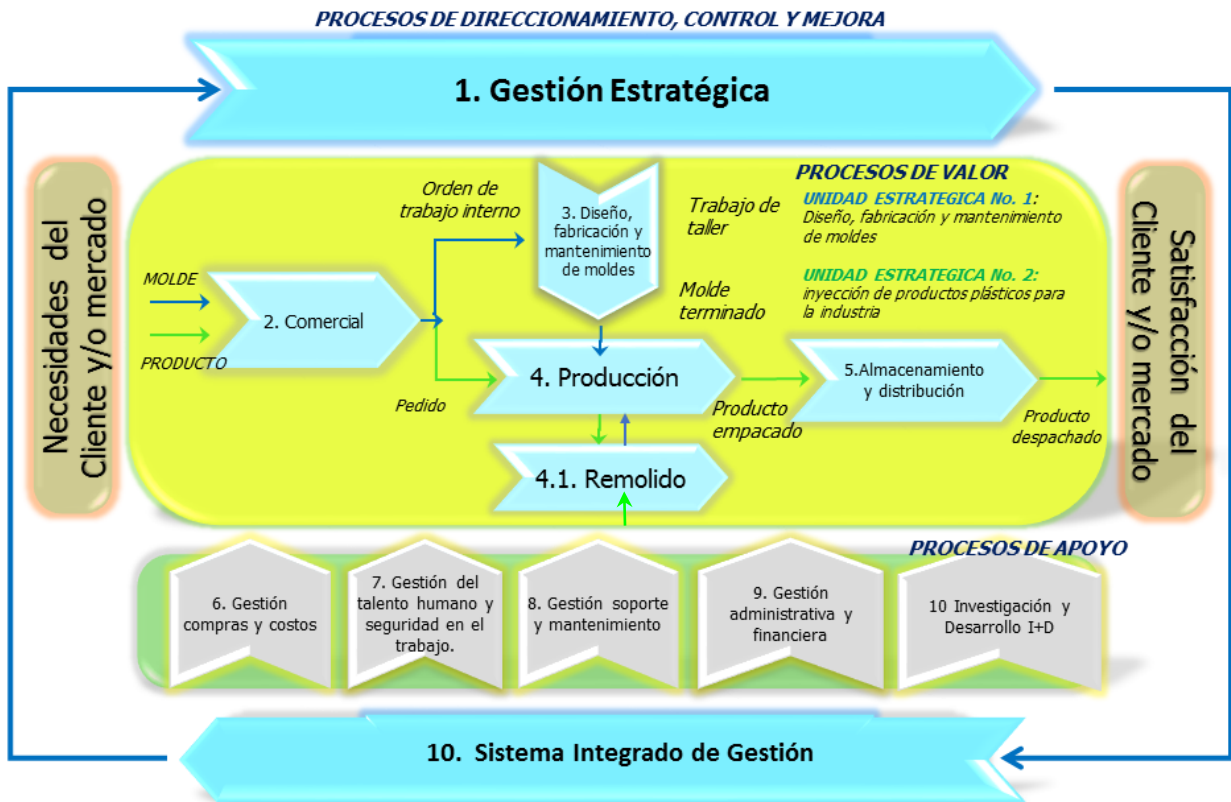 PROCESOS DE DIRECCIONAMIENTO, CONTROL Y MEJORA
1. Gestión Estratégica
Necesidades del
Cliente y/o mercado
MOLDE
PRODUCTO
2. Comercial
Orden de
trabajo interno
Pedido
3. Diseño,
fabricación y
mantenimiento
de moldes
Trabajo de
taller
Molde
terminado
PROCESOS DE VALOR
UNIDAD ESTRATEGICA No. 1:
Diseño, fabricación y mantenimiento
de moldes
UNIDAD ESTRATEGICA No. 2:
inyección de productos plásticos para
la industria
4. Producción
Producto
empacado
5.Almacenamiento
y distribución
Producto
despachado
4.1. Remolido
Satisfacción del
Cliente y/o mercado
PROCESOS DE APOYO
6. Gestión
compras y costos
7. Gestión del
talento humano y
seguridad en el
trabajo.
8. Gestión soporte
y mantenimiento
9. Gestión
administrativa y
financiera
10 Investigación y
Desarrollo I+D
10. Sistema Integrado de Gestión